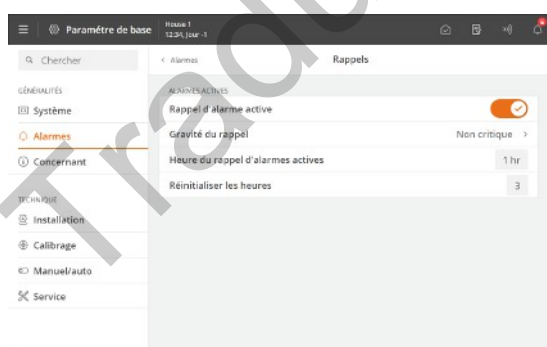 Paramétre de base
House 1
12:34, Jour -1
Chercher
GÉNÉRALITÉS
Système
Alarmes
Concernant
TECHNIQUE
Installation
Calibrage
Manuel/auto
Service
< Alarmes
Rappels
ALARMES ACTIVES
Rappel d'alarme active
Gravité du rappel
Non critique >
Heure du rappel d'alarmes actives
1 hr
Réinitialiser les heures
3